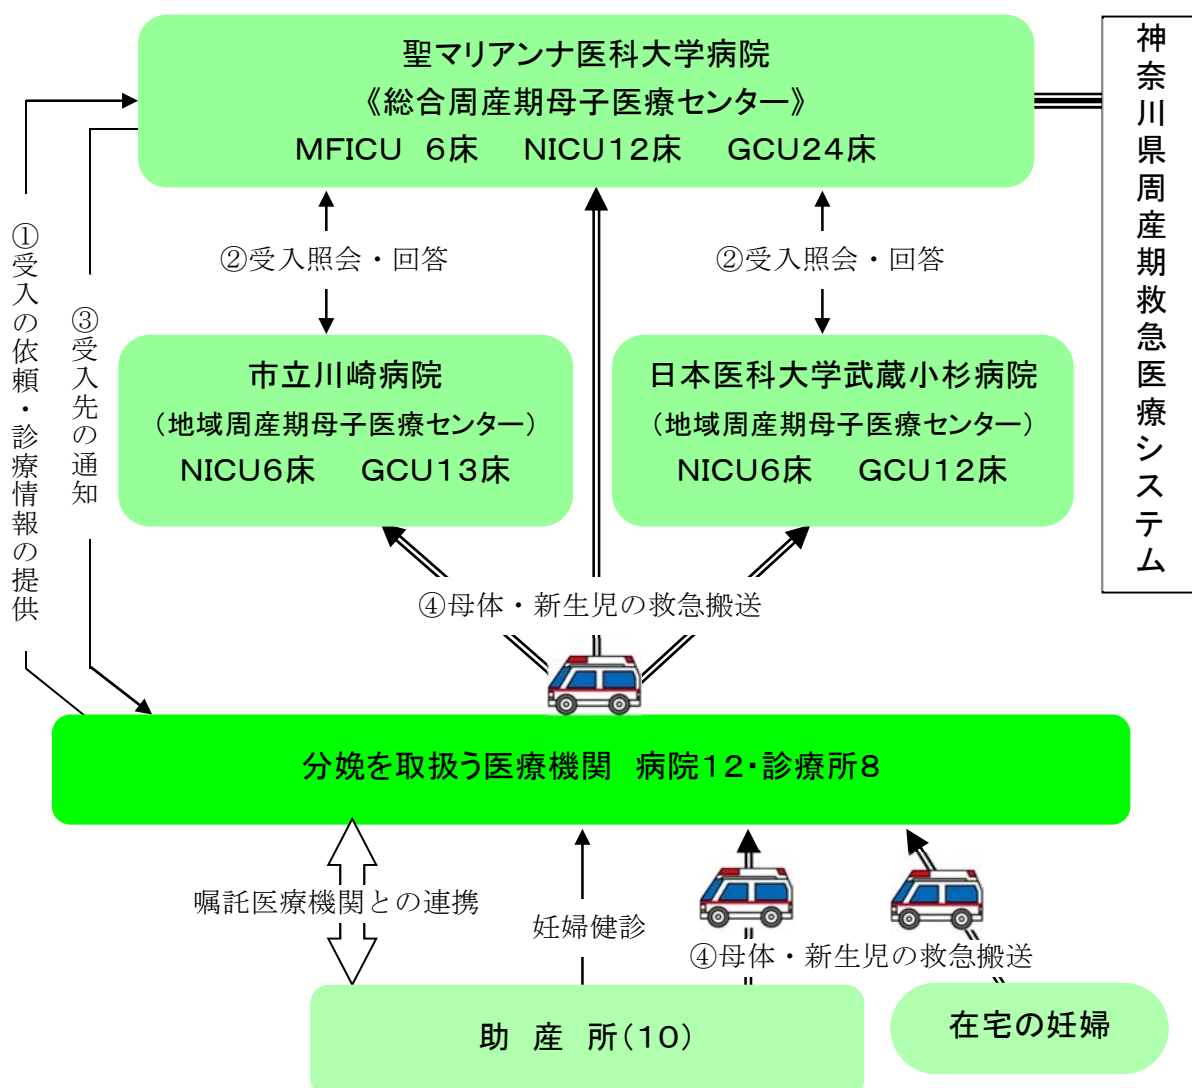 聖マリアンナ医科大学病院
《総合周産期母子医療センター》
MFICU　6床　NICU12床　GCU24床
神奈川県周産期救急医療システム
①受入の依頼・診療情報の提供
③受入先の通知
②受入照会・回答
②受入照会・回答
市立川崎病院
（地域周産期母子医療センター）
NICU6床　GCU13床
日本医科大学武蔵小杉病院
（地域周産期母子医療センター）
NICU6床　GCU12床
④母体・新生児の救急搬送
分娩を取扱う医療機関　病院12・診療所8
嘱託医療機関との連携
妊婦健診
④母体・新生児の救急搬送
助　産　所（10）
在宅の妊婦